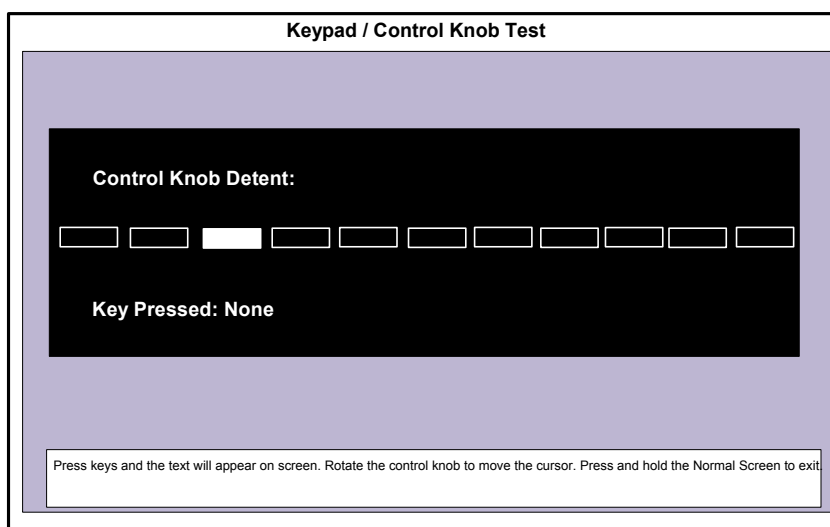 Keypad / Control Knob Test
Control Knob Detent:
Key Pressed: None
Press keys and the text will appear on screen. Rotate the control knob to move the cursor. Press and hold the Normal Screen to exit.